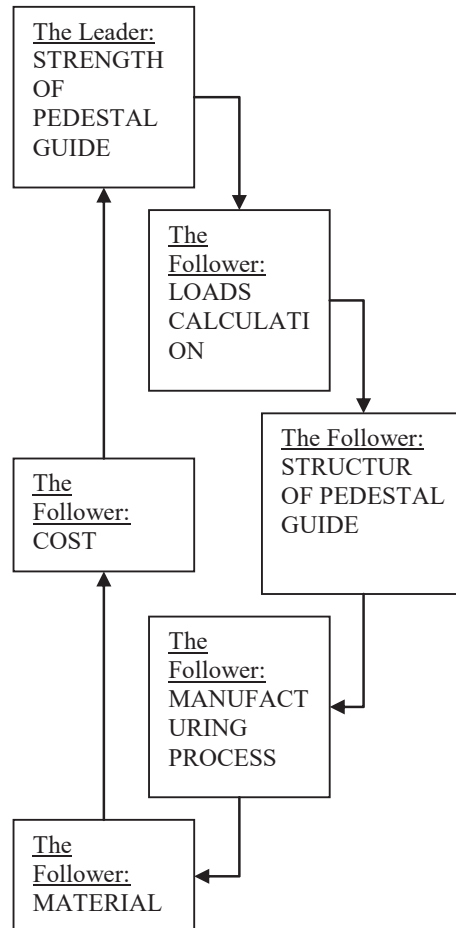 The Leader:
STRENGTH
OF
PEDESTAL
GUIDE
The
Follower:
LOADS
CALCULATI
ON
The Follower:
STRUCTUR
OF PEDESTAL
GUIDE
The
Follower:
COST
The
Follower:
MANUFACT
URING
PROCESS
The
Follower:
MATERIAL